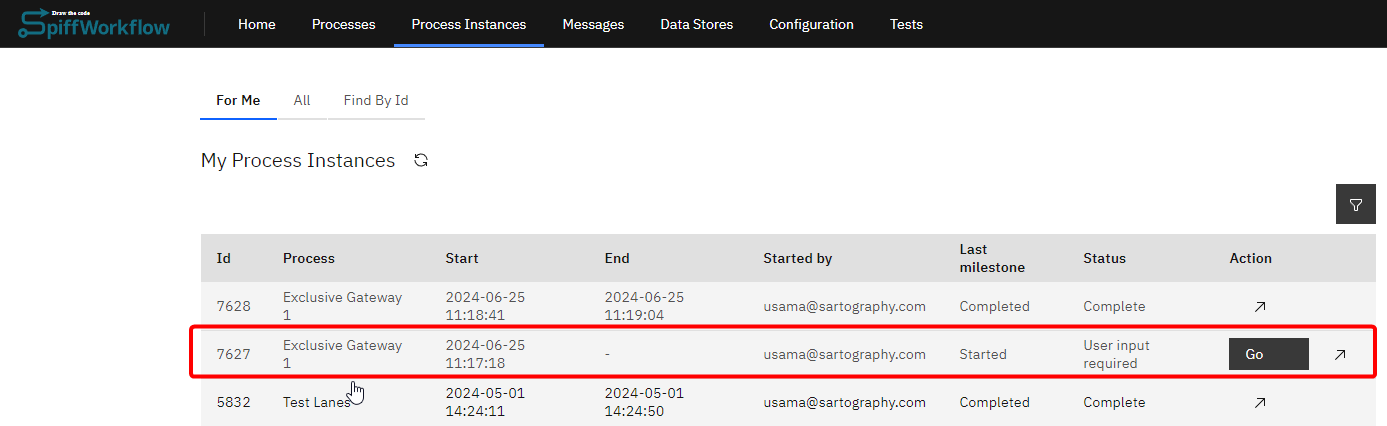 Draw the code
SpiffWorkflow
Home Processes Process Instances Messages Data Stores Configuration Tests
For Me All Find By Id
My Process Instances
Id Process Start End Started by Last milestone Status Action
7628 Exclusive Gateway 1 2024-06-25 11:18:41 2024-06-25 11:19:04 usama@sartography.com Completed Complete
7627 Exclusive Gateway 1 2024-06-25 11:17:18 - usama@sartography.com Started User input required Go
5832 Test Lanes 2024-05-01 14:24:11 2024-05-01 14:24:50 usama@sartography.com Completed Complete